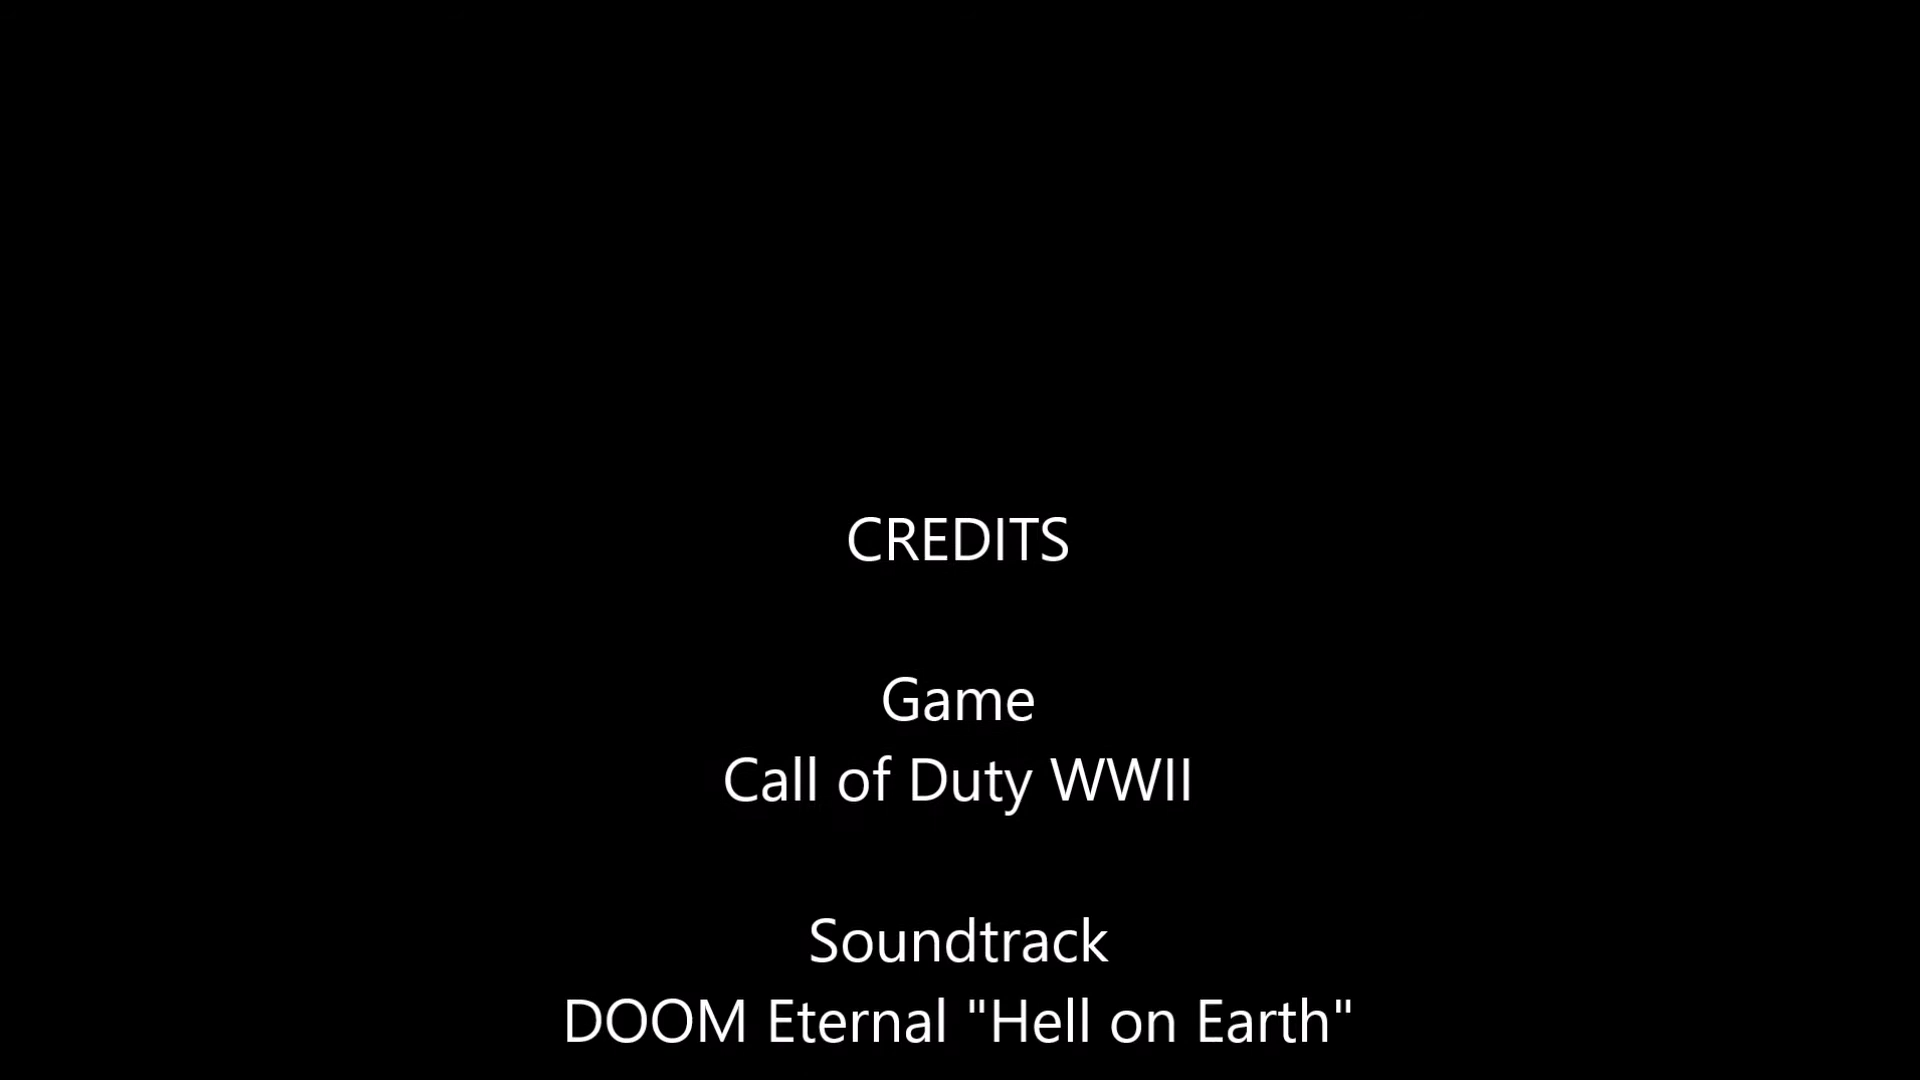 CREDITS
Game
Call of Duty WWII
Soundtrack
DOOM Eternal "Hell on Earth"